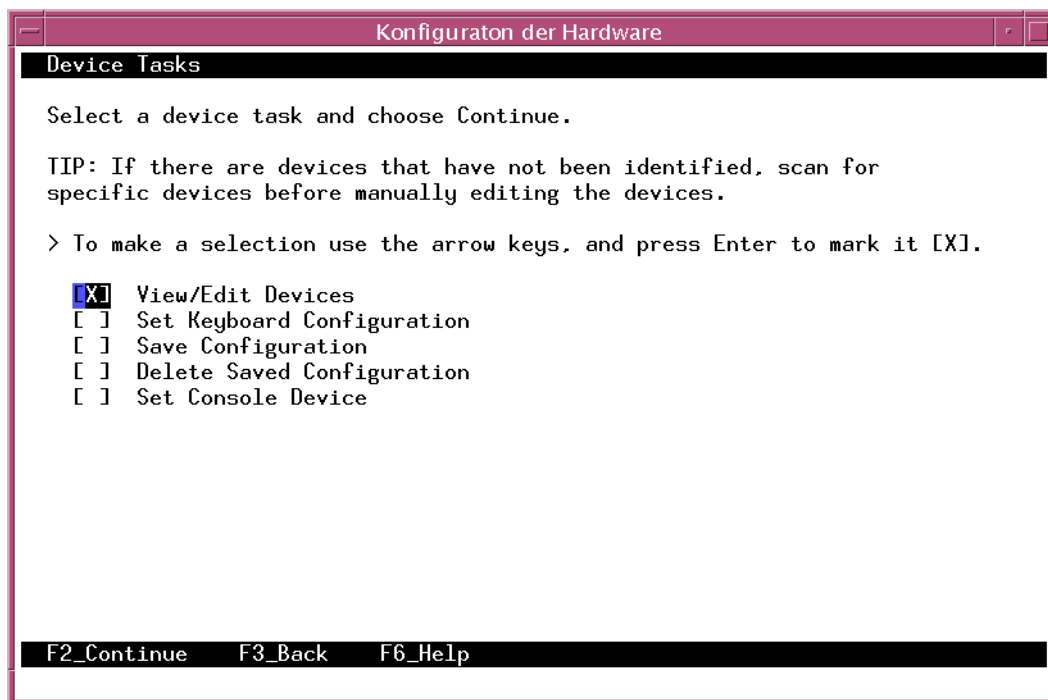 Konfiguraton der Hardware
Device Tasks
Select a device task and choose Continue.
TIP: If there are devices that have not been identified, scan for
specific devices before manually editing the devices.
> To make a selection use the arrow keys, and press Enter to mark it [X].
[X] View/Edit Devices
[ ] Set Keyboard Configuration
[ ] Save Configuration
[ ] Delete Saved Configuration
[ ] Set Console Device
F2_Continue F3_Back F6_Help